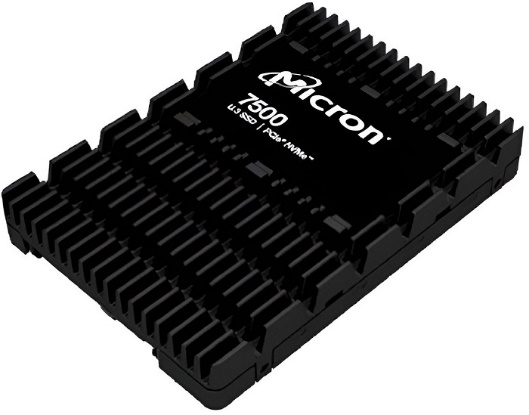 Micron®
7500
U.3 SSD | PCIe® NVMe™